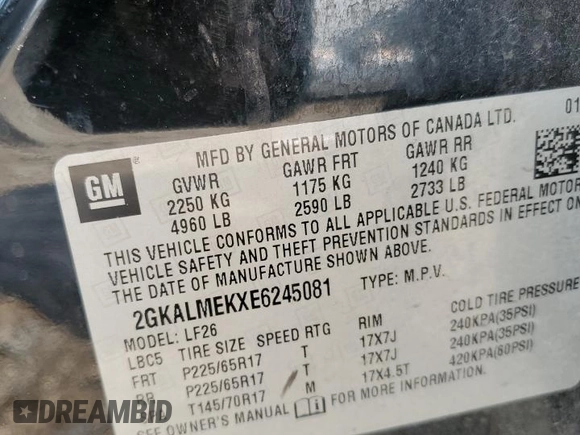 MFD BY GENERAL MOTORS OF CANADA LTD. 01
GM
GVWR GAWR FRT GAWR RR
2250 KG 1175 KG 1240 KG
4960 LB 2590 LB 2733 LB
THIS VEHICLE CONFORMS TO ALL APPLICABLE U.S. FEDERAL MOTOR
VEHICLE SAFETY AND THEFT PREVENTION STANDARDS IN EFFECT ON
THE DATE OF MANUFACTURE SHOWN ABOVE.
2GKALMEKXE6245081 TYPE: M.P.V.
MODEL: LF26
LBC5 TIRE SIZE SPEED RTG RIM COLD TIRE PRESSURE
FRT P225/65R17 T 17X7J 240KPA(35PSI)
RR P225/65R17 T 17X7J 240KPA(35PSI)
T145/70R17 M 17X4.5T 420KPA(60PSI)
SEE OWNER'S MANUAL FOR MORE INFORMATION.
DREAMBID